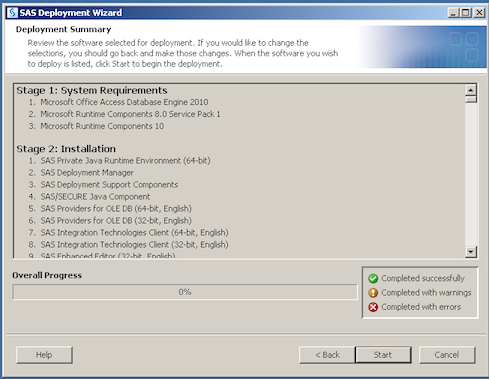 SAS Deployment Wizard
Deployment Summary
Review the software selected for deployment. If you would like to change the
selections, you should go back and make those changes. When the software you wish
to deploy is listed, click Start to begin the deployment.
Stage 1: System Requirements
1. Microsoft Office Access Database Engine 2010
2. Microsoft Runtime Components 8.0 Service Pack 1
3. Microsoft Runtime Components 10
Stage 2: Installation
1. SAS Private Java Runtime Environment (64-bit)
2. SAS Deployment Manager
3. SAS Deployment Support Components
4. SAS/SECURE Java Component
5. SAS Providers for OLE DB (64-bit, English)
6. SAS Providers for OLE DB (32-bit, English)
7. SAS Integration Technologies Client (64-bit, English)
8. SAS Integration Technologies Client (32-bit, English)
9. SAS Enhanced Editor (32-bit, English)
Overall Progress
0%
Completed successfully
Completed with warnings
Completed with errors
Help
< Back
Start
Cancel